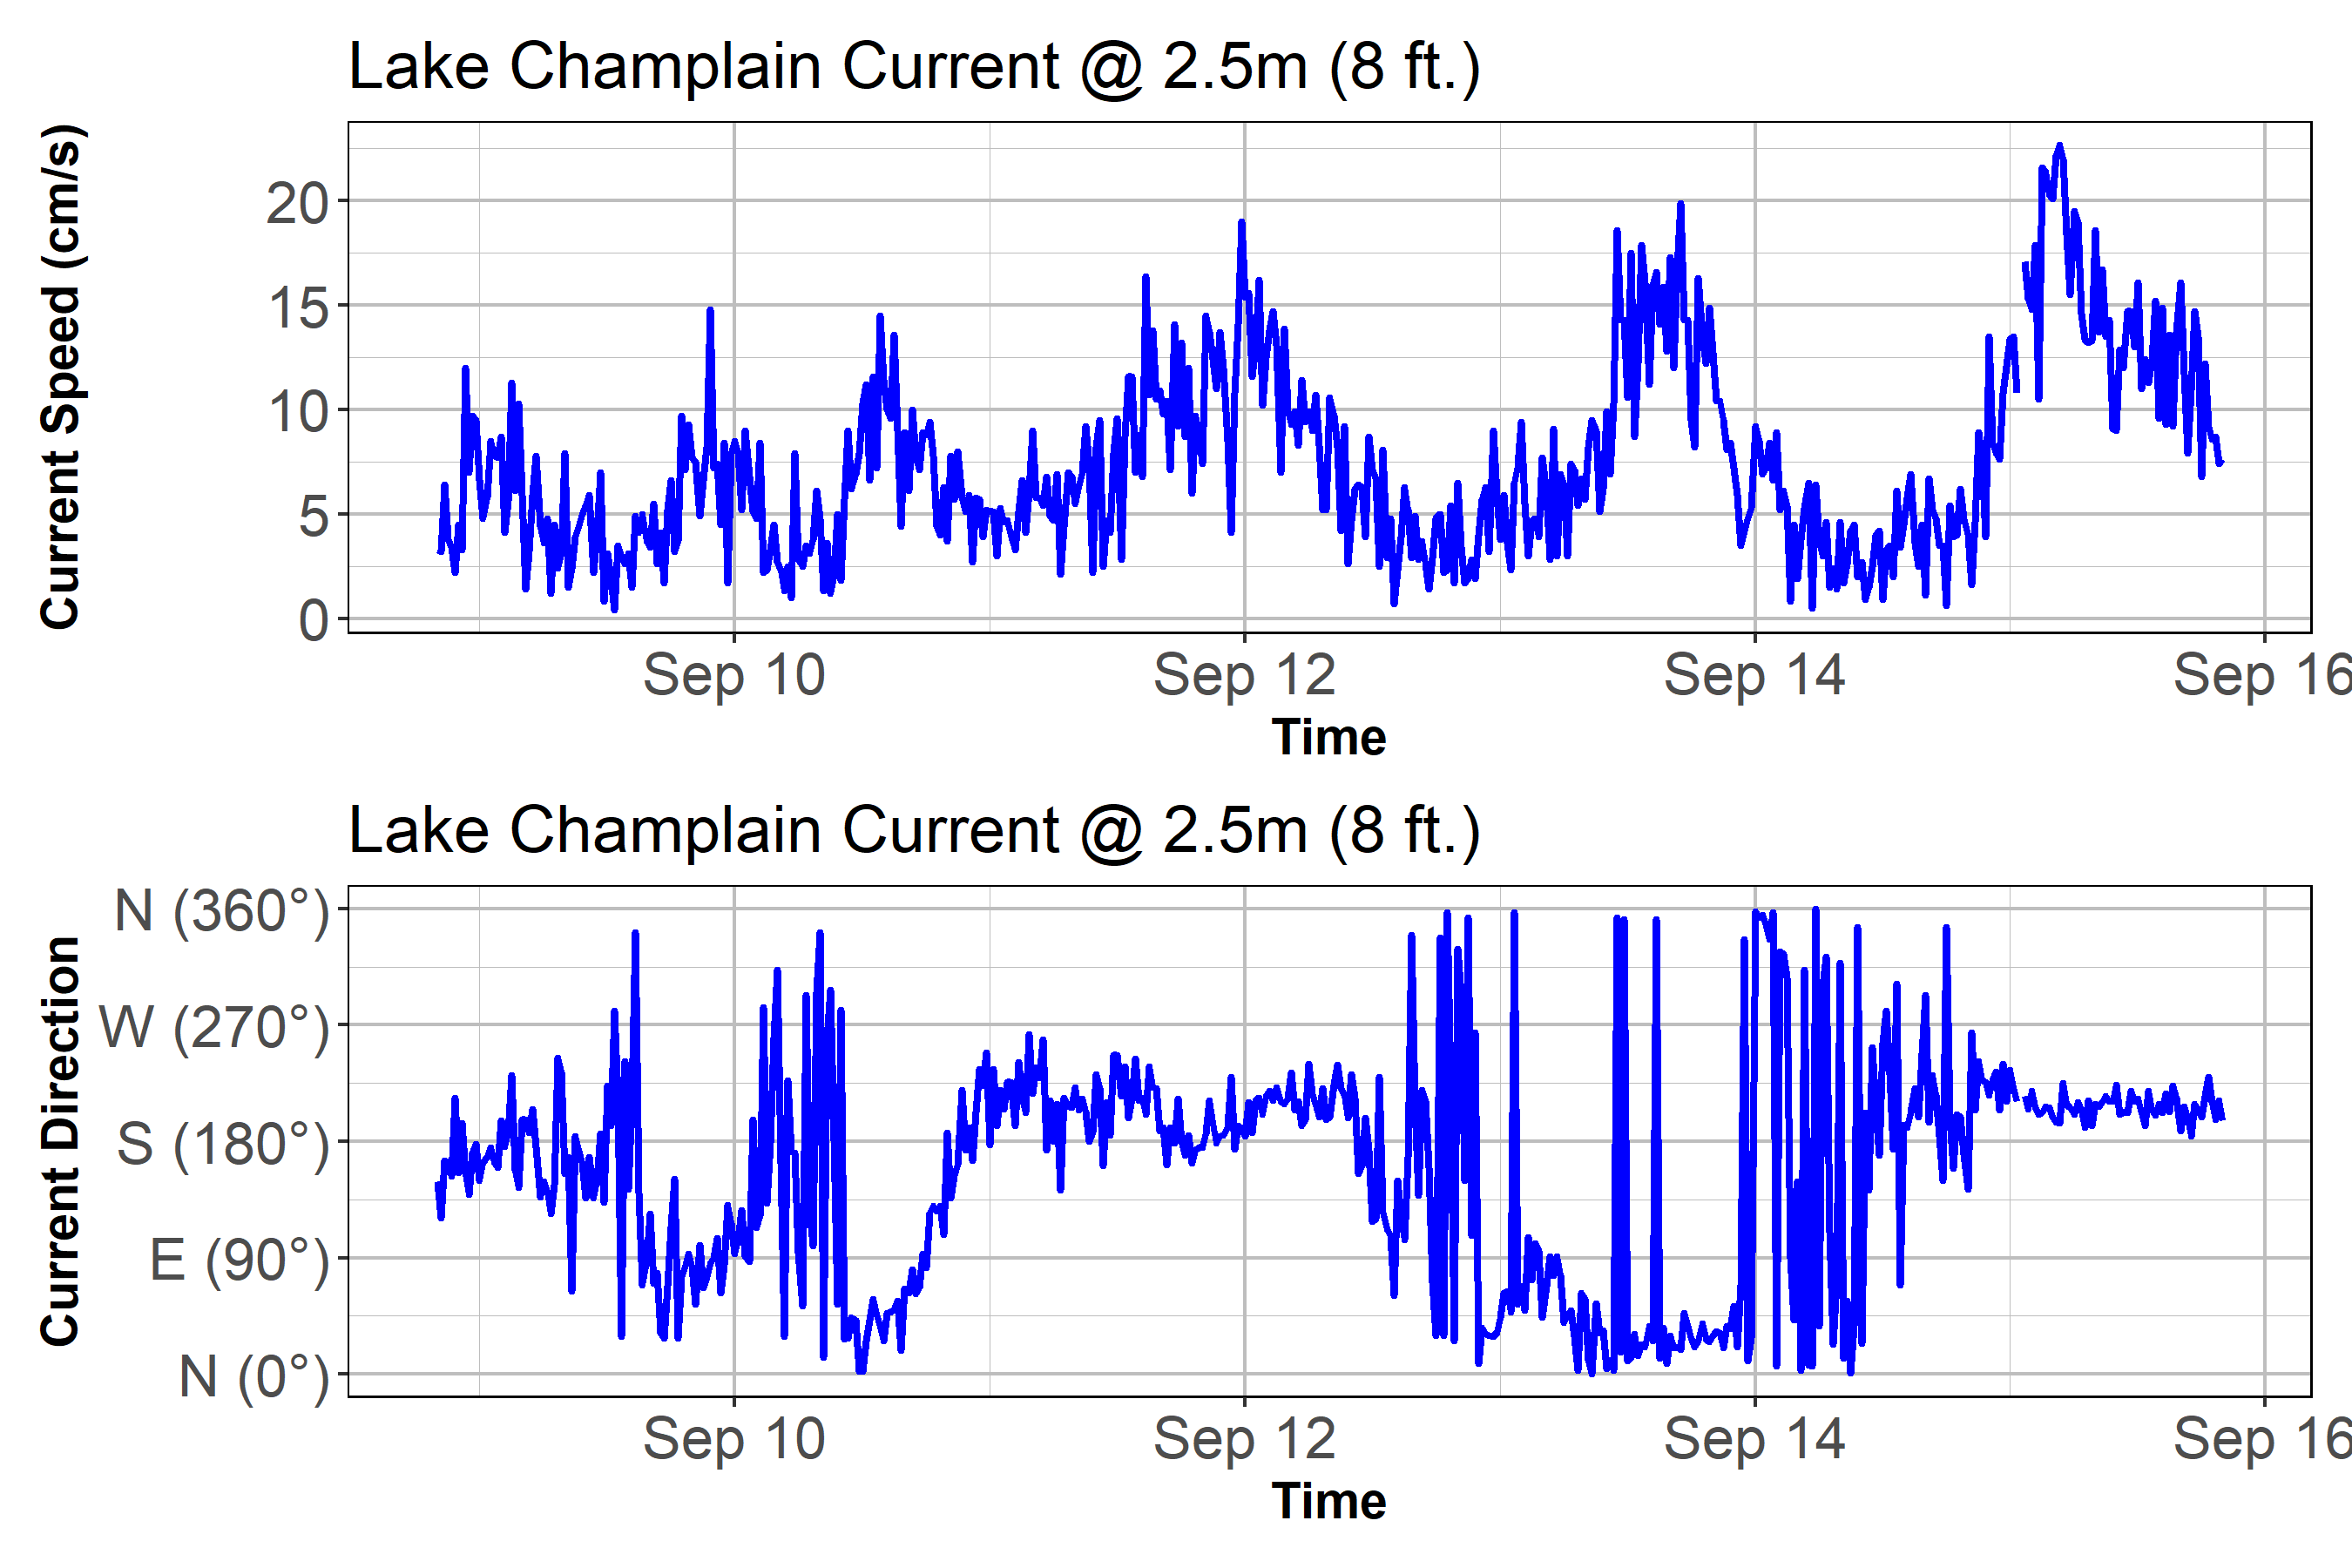 Lake Champlain Current @ 2.5m (8 ft.)
Current Speed (cm/s)
20
15
10
5
0
Sep 10 Sep 12 Sep 14 Sep 16
Time
Lake Champlain Current @ 2.5m (8 ft.)
Current Direction
N (360°)
W (270°)
S (180°)
E (90°)
N (0°)
Sep 10 Sep 12 Sep 14 Sep 16
Time